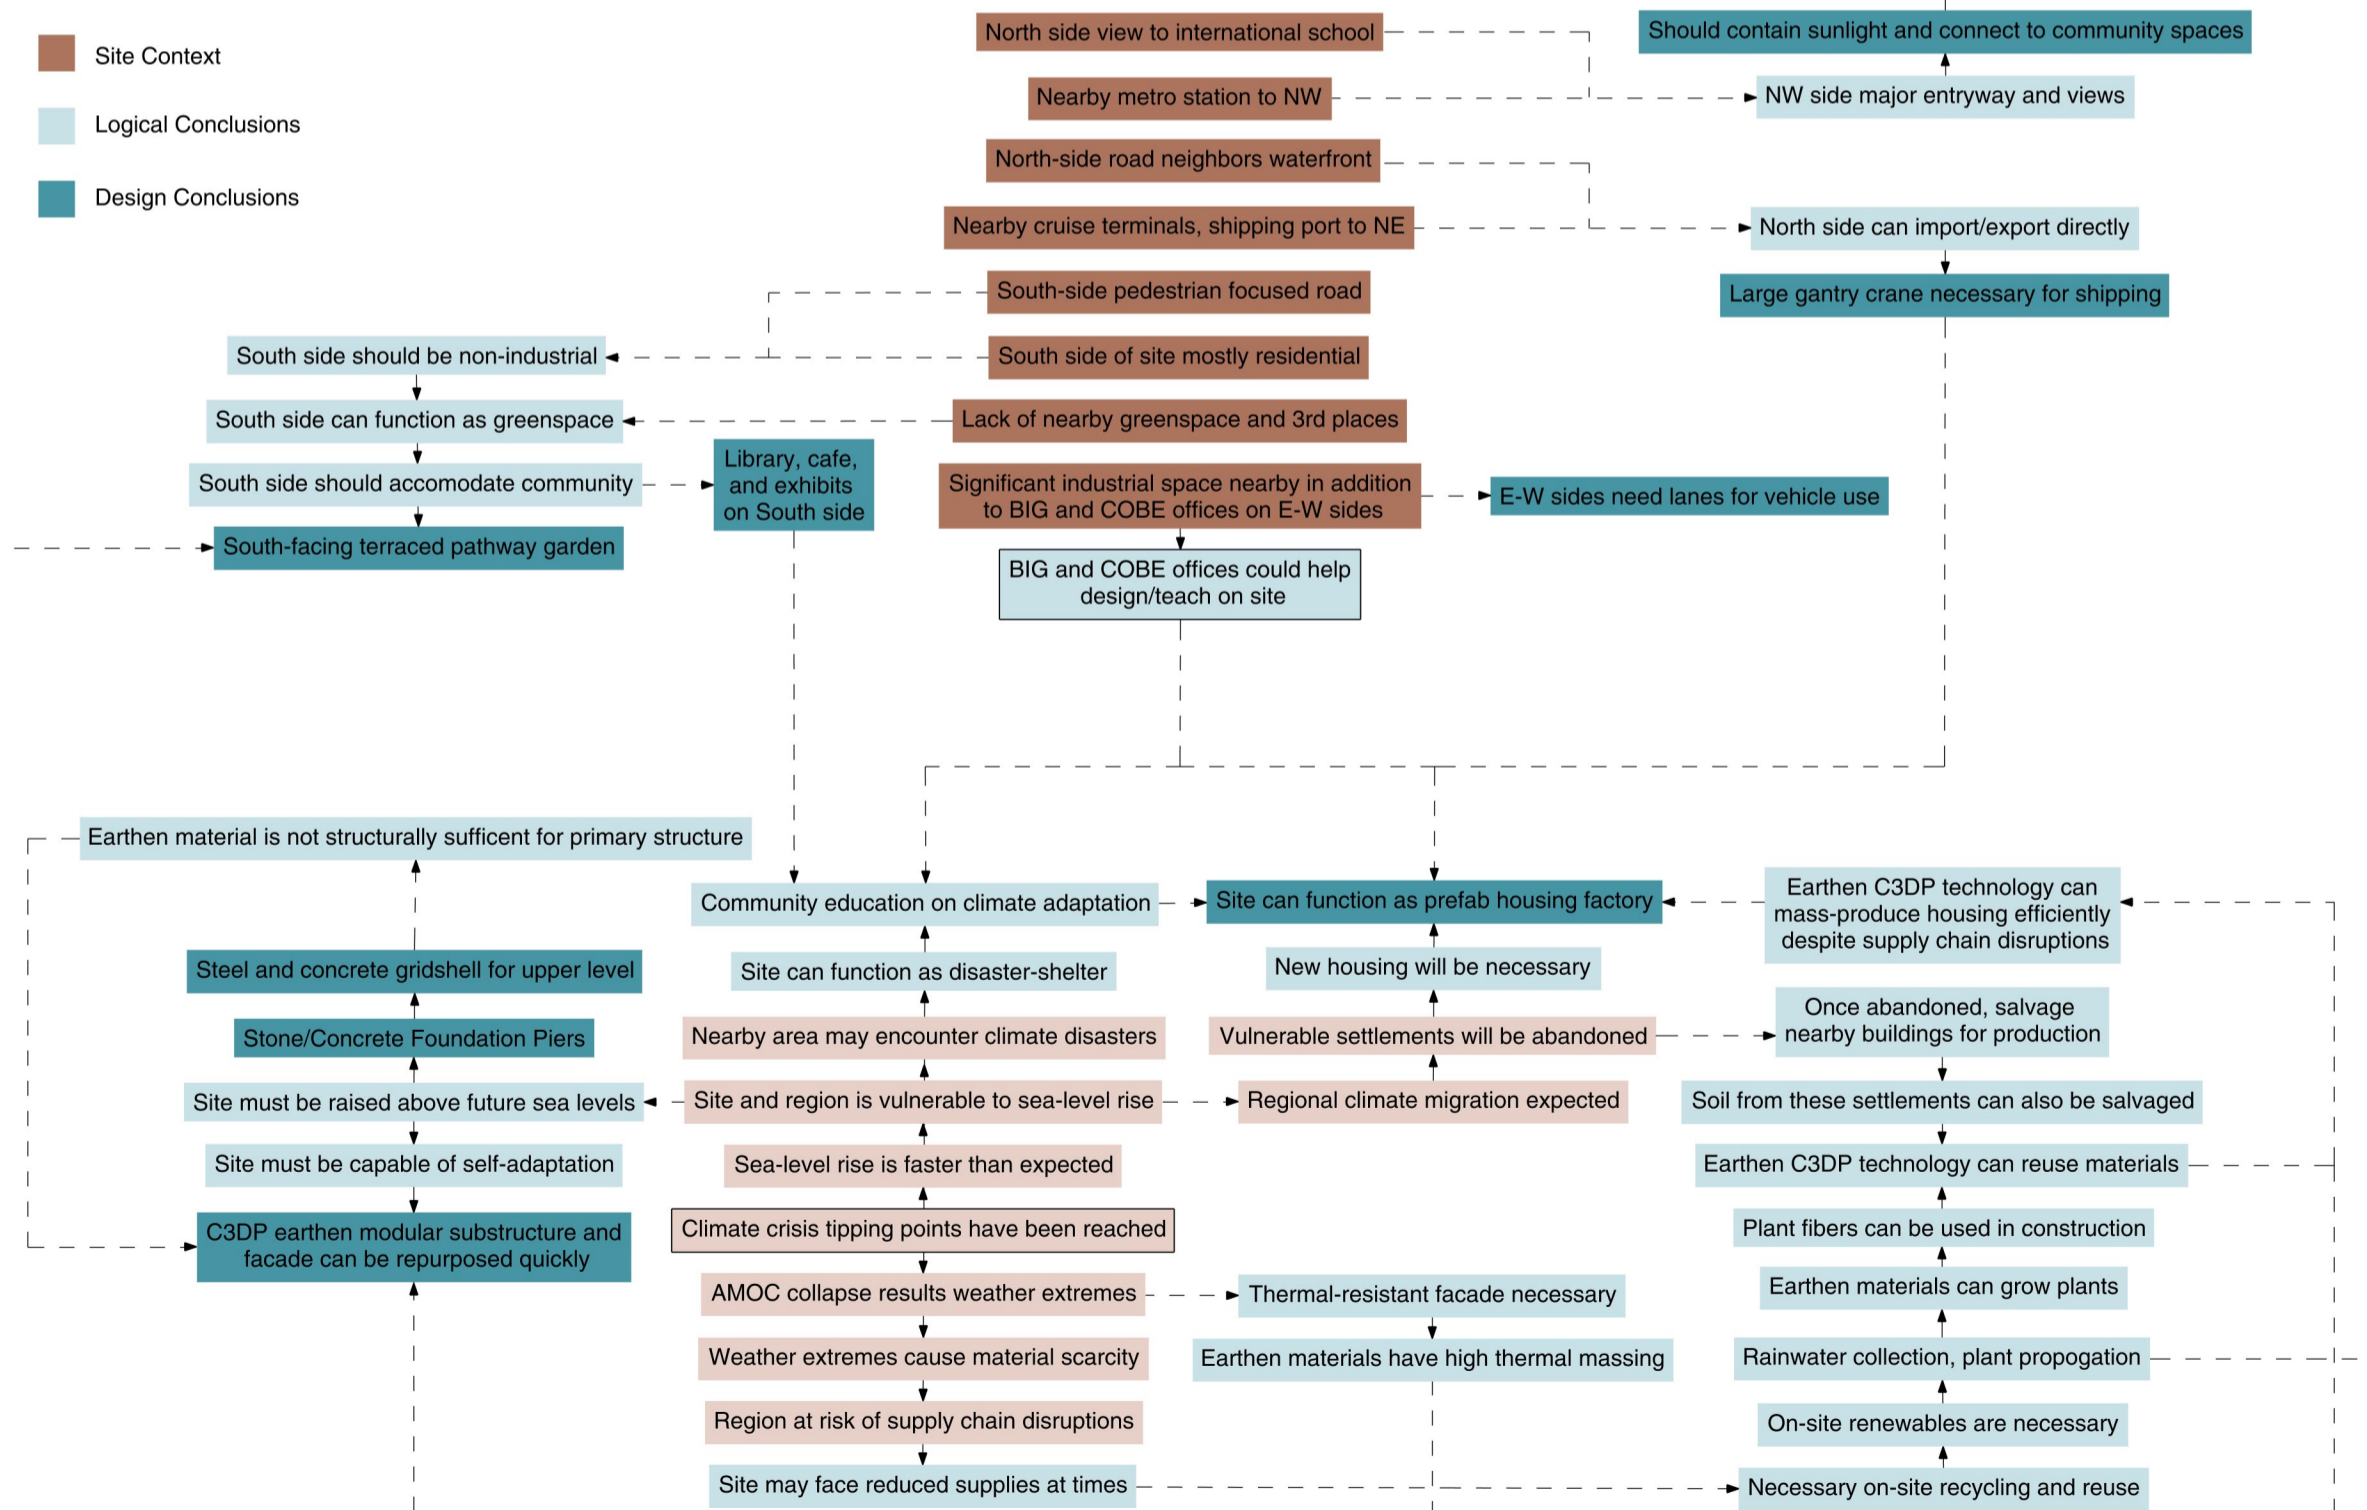 Site Context
Logical Conclusions
Design Conclusions
North side view to international school
Nearby metro station to NW
North-side road neighbors waterfront
Nearby cruise terminals, shipping port to NE
South-side pedestrian focused road
South side of site mostly residential
Lack of nearby greenspace and 3rd places
Significant industrial space nearby in addition
to BIG and COBE offices on E-W sides
BIG and COBE offices could help
design/teach on site
Should contain sunlight and connect to community spaces
NW side major entryway and views
North side can import/export directly
Large gantry crane necessary for shipping
E-W sides need lanes for vehicle use
South side should be non-industrial
South side can function as greenspace
South side should accomodate community
South-facing terraced pathway garden
Library, cafe,
and exhibits
on South side
Earthen material is not structurally sufficent for primary structure
Steel and concrete gridshell for upper level
Stone/Concrete Foundation Piers
Site must be raised above future sea levels
Site must be capable of self-adaptation
C3DP earthen modular substructure and
facade can be repurposed quickly
Community education on climate adaptation
Site can function as disaster-shelter
Nearby area may encounter climate disasters
Site and region is vulnerable to sea-level rise
Sea-level rise is faster than expected
Climate crisis tipping points have been reached
AMOC collapse results weather extremes
Weather extremes cause material scarcity
Region at risk of supply chain disruptions
Site may face reduced supplies at times
Site can function as prefab housing factory
New housing will be necessary
Vulnerable settlements will be abandoned
Regional climate migration expected
Thermal-resistant facade necessary
Earthen materials have high thermal massing
Earthen C3DP technology can
mass-produce housing efficiently
despite supply chain disruptions
Once abandoned, salvage
nearby buildings for production
Soil from these settlements can also be salvaged
Earthen C3DP technology can reuse materials
Plant fibers can be used in construction
Earthen materials can grow plants
Rainwater collection, plant propogation
On-site renewables are necessary
Necessary on-site recycling and reuse